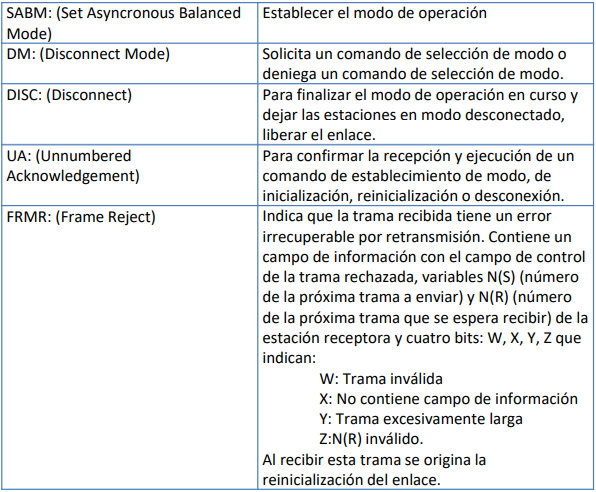 SABM: (Set Asyncronous Balanced
Mode)
Establecer el modo de operación
DM: (Disconnect Mode)
Solicita un comando de selección de modo o
deniega un comando de selección de modo.
DISC: (Disconnect)
Para finalizar el modo de operación en curso y
dejar las estaciones en modo desconectado,
liberar el enlace.
UA: (Unnumbered
Acknowledgement)
Para confirmar la recepción y ejecución de un
comando de establecimiento de modo, de
inicialización, reinicialización o desconexión.
FRMR: (Frame Reject)
Indica que la trama recibida tiene un error
irrecuperable por retransmisión. Contiene un
campo de información con el campo de control
de la trama rechazada, variables N(S) (número
de la próxima trama a enviar) y N(R) (número
de la próxima trama que se espera recibir) de la
estación receptora y cuatro bits: W, X, Y, Z que
indican:
W: Trama inválida
X: No contiene campo de información
Y: Trama excesivamente larga
Z:N(R) inválido.
Al recibir esta trama se origina la
reinicialización del enlace.